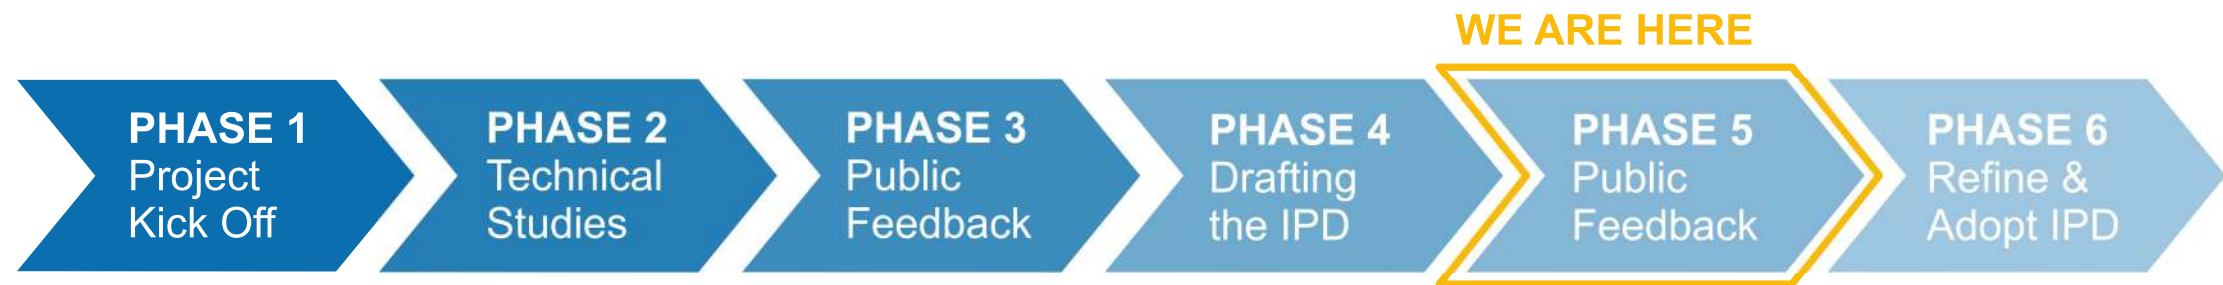 WE ARE HERE
PHASE 1
Project
Kick Off
PHASE 2
Technical
Studies
PHASE 3
Public
Feedback
PHASE 4
Drafting
the IPD
PHASE 5
Public
Feedback
PHASE 6
Refine &
Adopt IPD